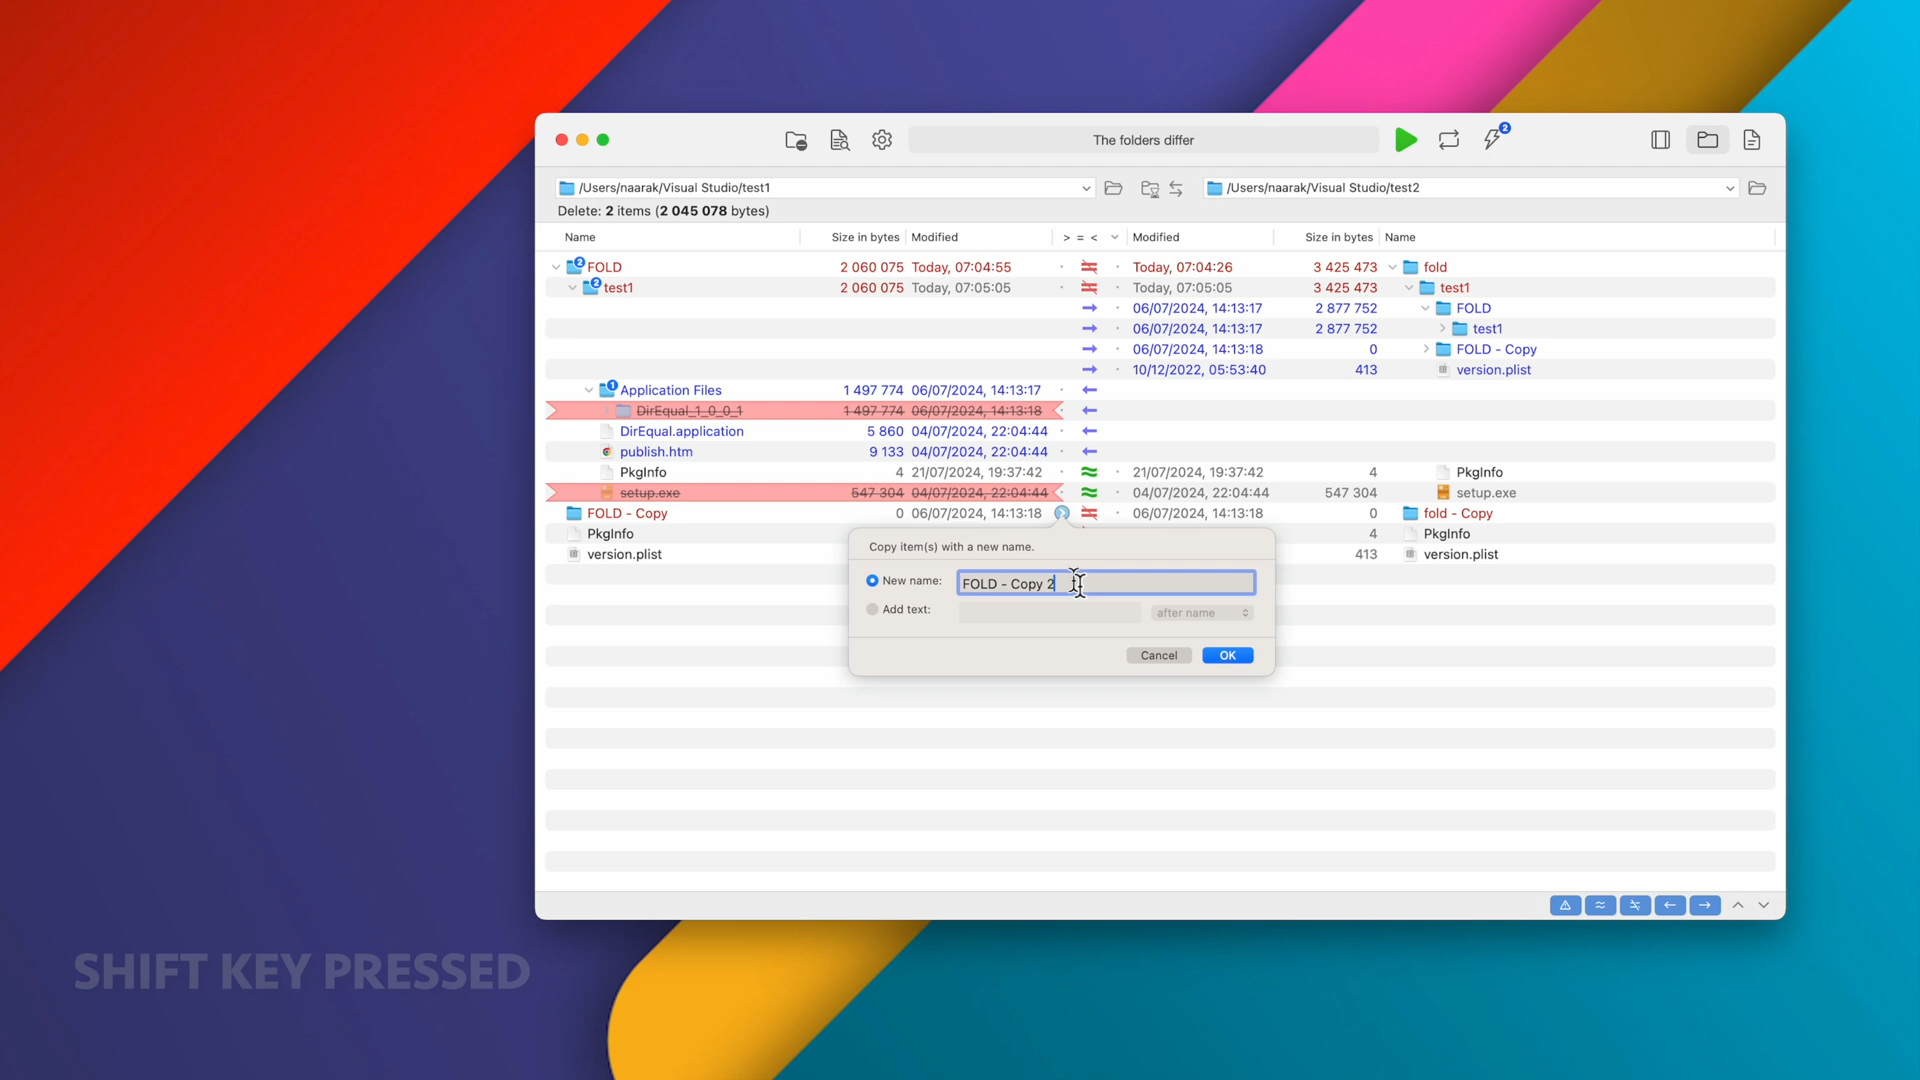 The folders differ
2
/Users/naarak/Visual Studio/test1
/Users/naarak/Visual Studio/test2
Delete: 2 items (2 045 078 bytes)
Name Size in bytes Modified > = < Modified Size in bytes Name
2 FOLD 2 060 075 Today, 07:04:55 Today, 07:04:26 3 425 473 fold
2 test1 2 060 075 Today, 07:05:05 Today, 07:05:05 3 425 473 test1
06/07/2024, 14:13:17 2 877 752 FOLD
06/07/2024, 14:13:17 2 877 752 test1
06/07/2024, 14:13:18 0 FOLD - Copy
10/12/2022, 05:53:40 413 version.plist
1 Application Files 1 497 774 06/07/2024, 14:13:17
DirEqual_1_0_0_1 1 497 774 06/07/2024, 14:13:18
DirEqual.application 5 860 04/07/2024, 22:04:44
publish.htm 9 133 04/07/2024, 22:04:44
PkgInfo 4 21/07/2024, 19:37:42 21/07/2024, 19:37:42 4 PkgInfo
setup.exe 547 304 04/07/2024, 22:04:44 04/07/2024, 22:04:44 547 304 setup.exe
FOLD - Copy 0 06/07/2024, 14:13:18 06/07/2024, 14:13:18 0 fold - Copy
PkgInfo 4 PkgInfo
version.plist 413 version.plist
Copy item(s) with a new name.
New name: FOLD - Copy 2
Add text: after name
Cancel OK
SHIFT KEY PRESSED